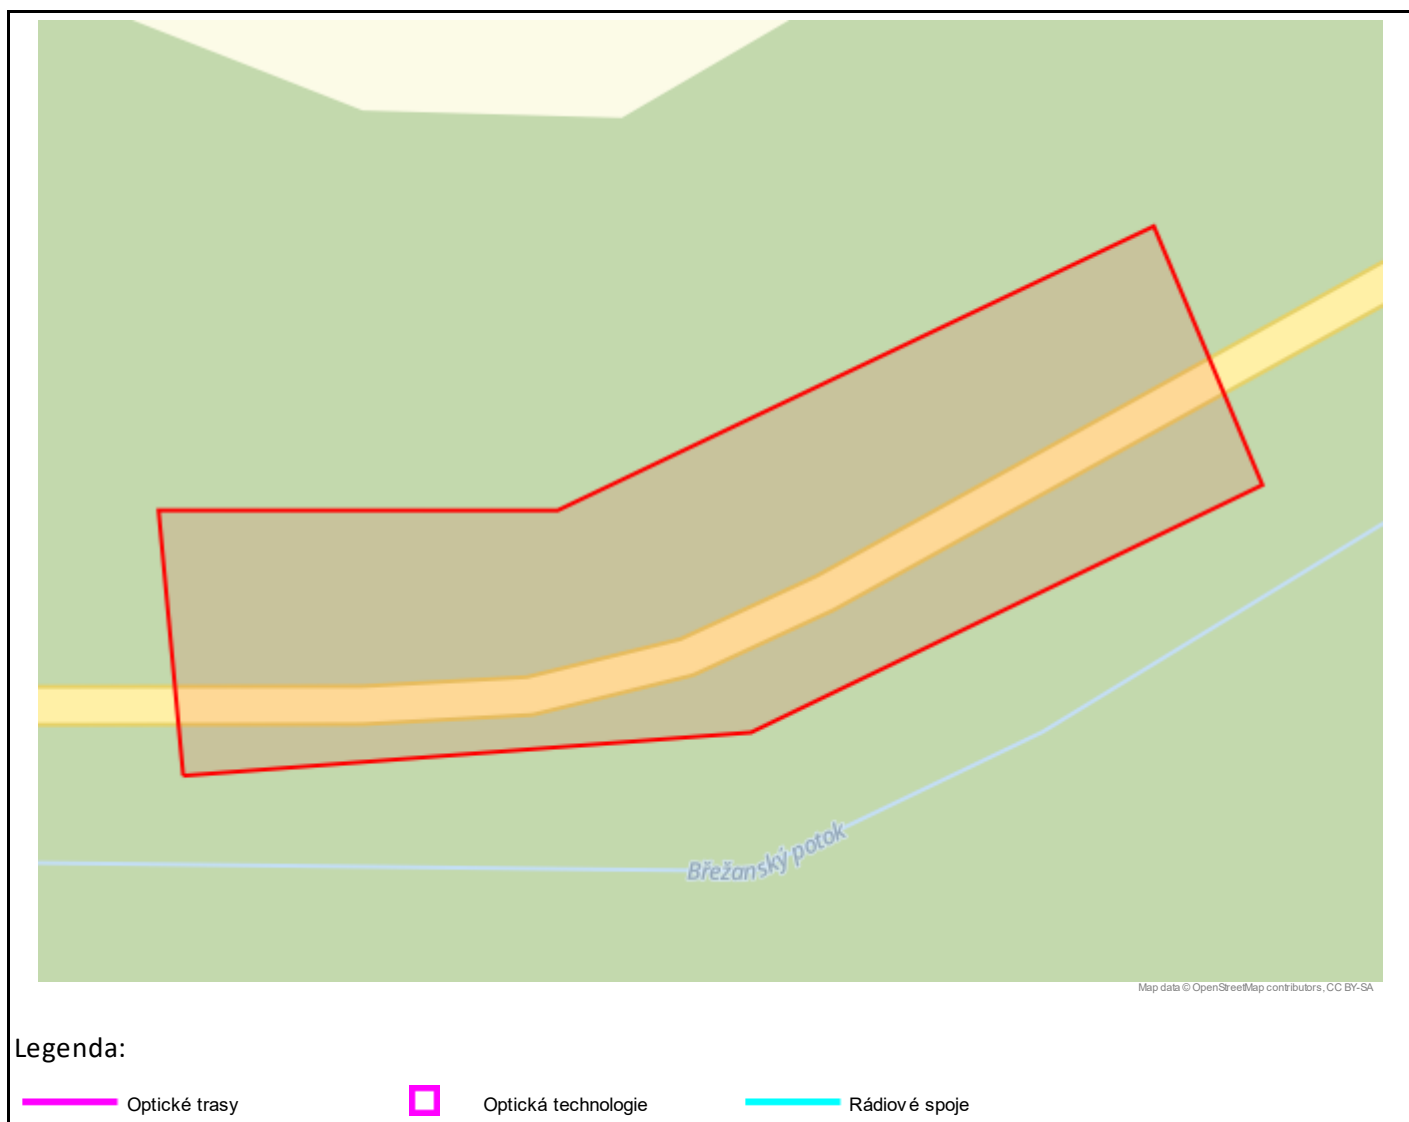 Břežanský potok
Map data © OpenStreetMap contributors, CC BY-SA
Legenda:
Optické trasy
Optická technologie
Rádiové spoje